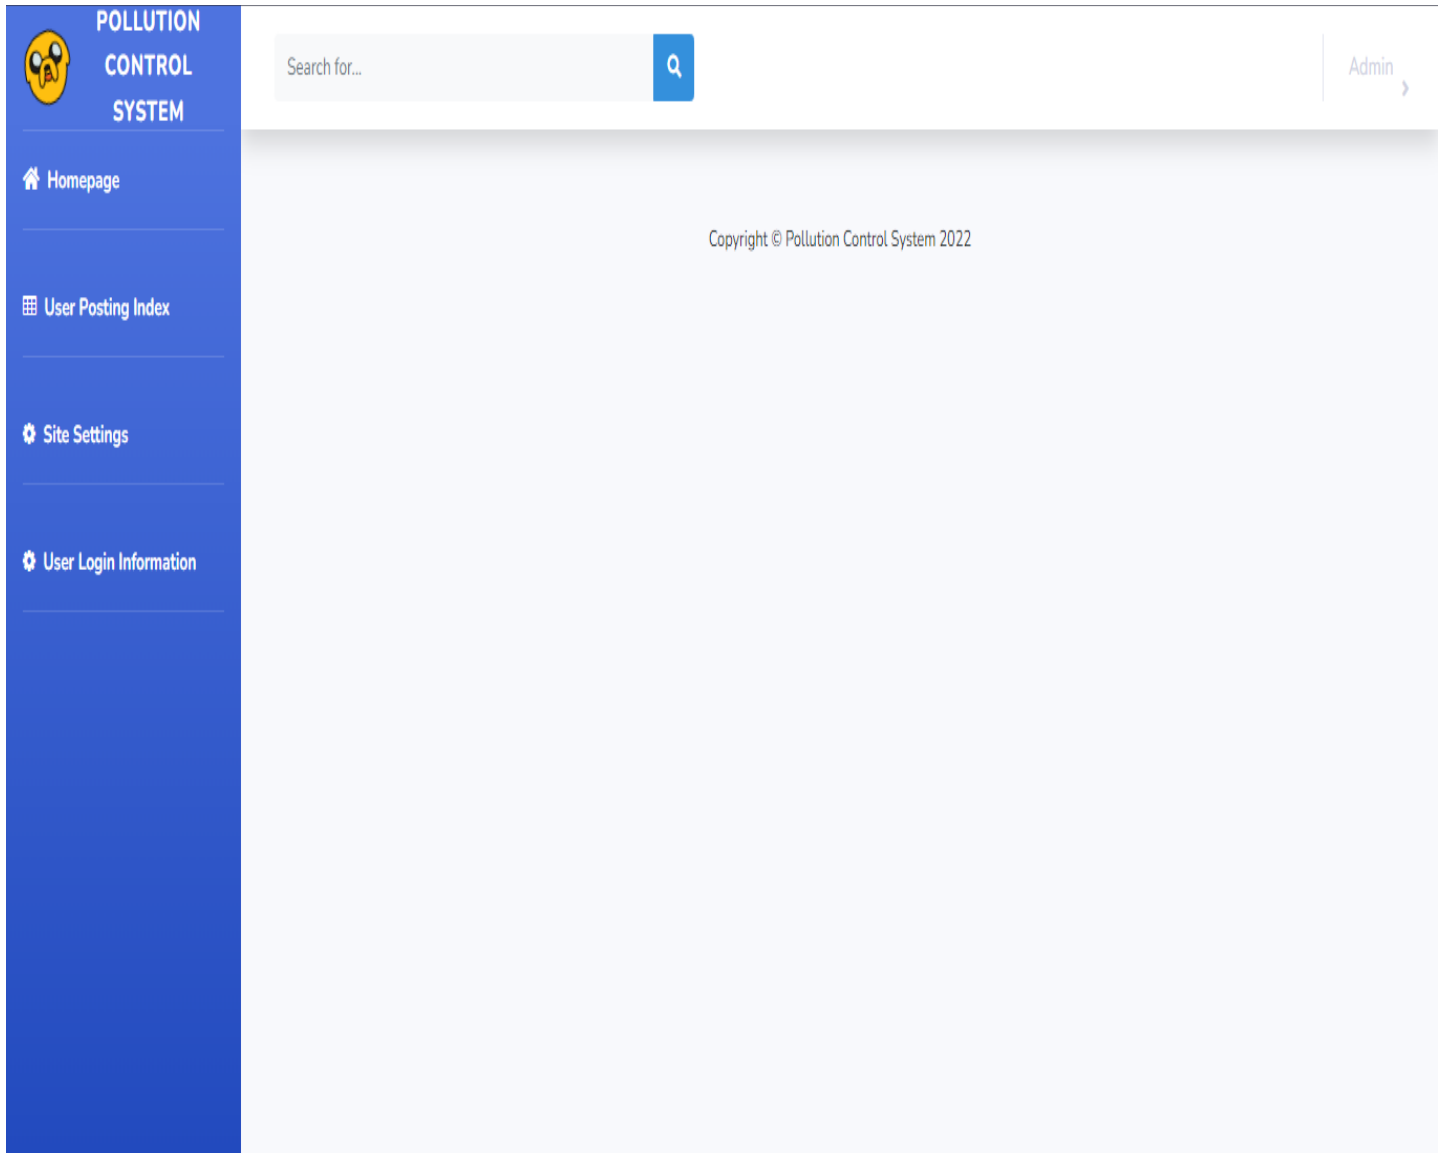 POLLUTION
CONTROL
SYSTEM
Search for...
Admin
Homepage
Copyright © Pollution Control System 2022
User Posting Index
Site Settings
User Login Information